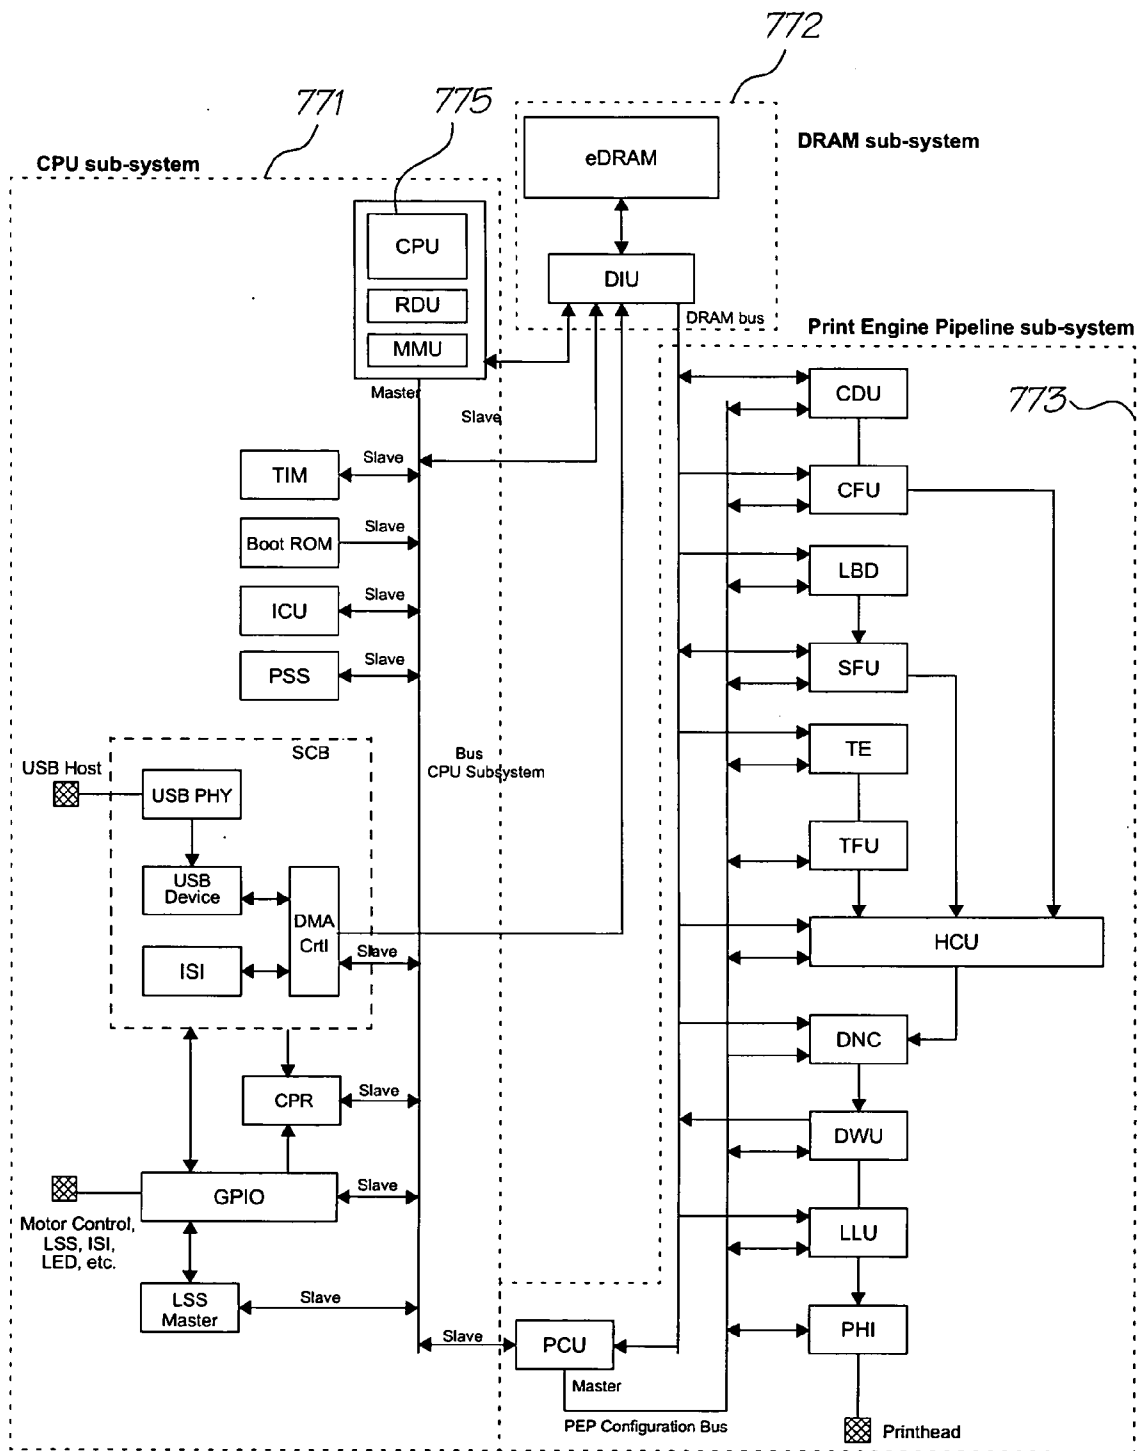 772
771
775
DRAM sub-system
CPU sub-system
eDRAM
CPU
DIU
RDU
DRAM bus
Print Engine Pipeline sub-system
MMU
Master
CDU
773
Slave
TIM
Slave
CFU
Boot ROM
Slave
LBD
ICU
Slave
PSS
Slave
SFU
SCB
Bus
CPU Subsystem
TE
USB Host
USB PHY
TFU
USB
Device
DMA
Crtl
HCU
Slave
ISI
DNC
CPR
Slave
DWU
GPIO
Slave
Motor Control,
LSS, ISI,
LED, etc.
LLU
LSS
Master
Slave
PHI
Slave
PCU
Master
PEP Configuration Bus
Printhead